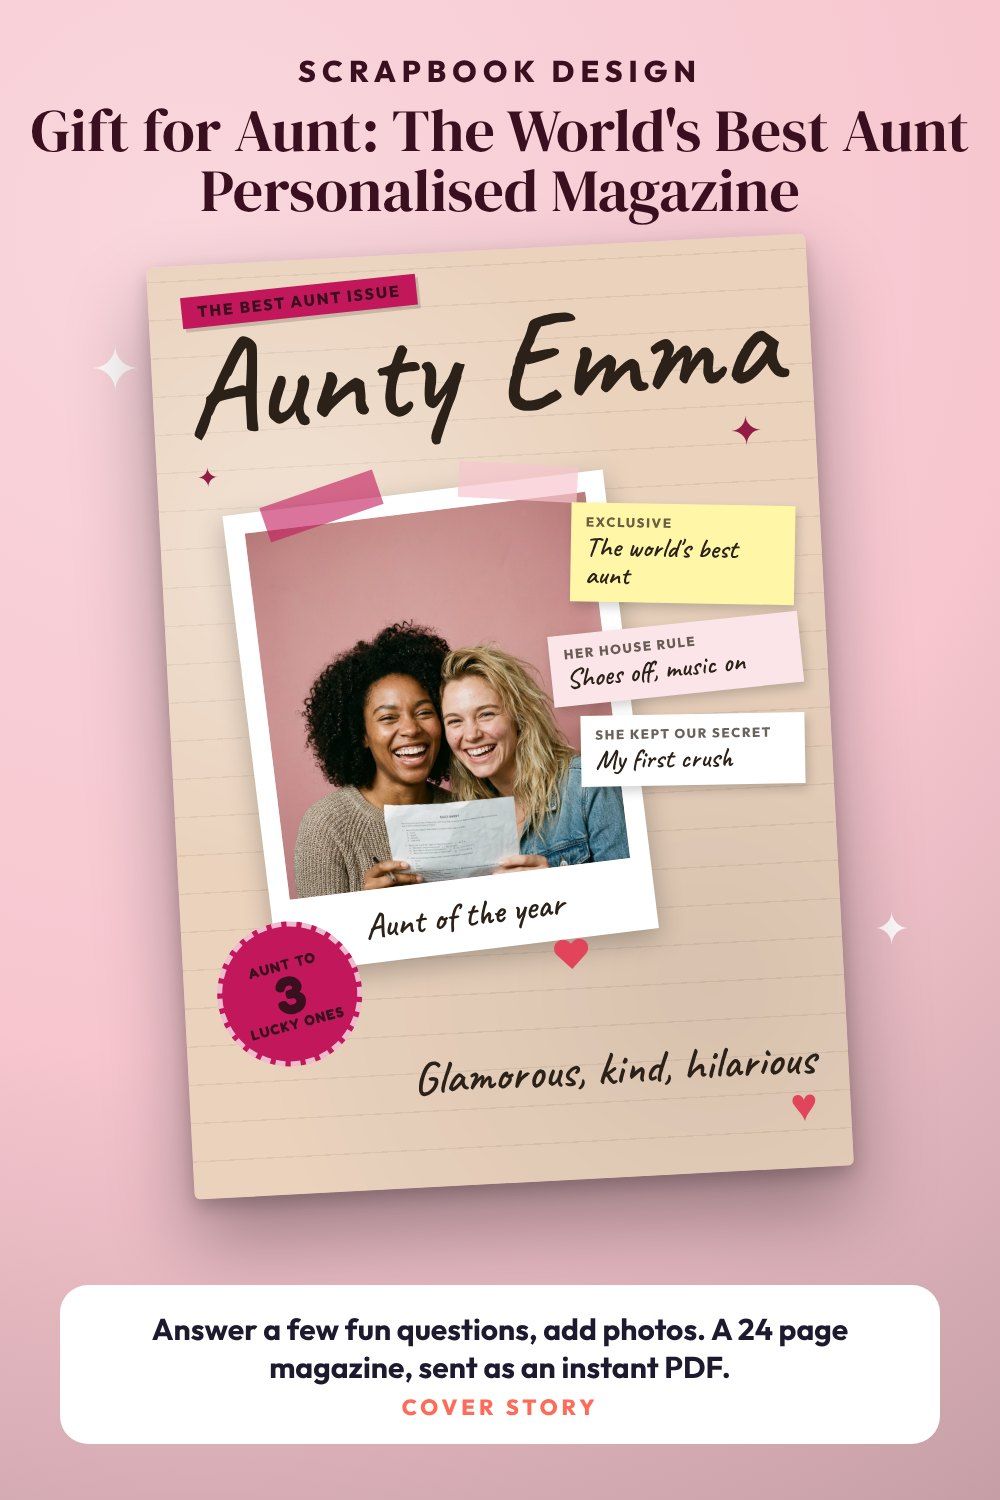 SCRAPBOOK DESIGN
Gift for Aunt: The World's Best Aunt
Personalised Magazine
THE BEST AUNT ISSUE
Aunty Emma
EXCLUSIVE
The world's best
aunt
HER HOUSE RULE
Shoes off, music on
SHE KEPT OUR SECRET
My first crush
Aunt of the year
AUNT TO
3
LUCKY ONES
Glamorous, kind, hilarious
Answer a few fun questions, add photos. A 24 page
magazine, sent as an instant PDF.
COVER STORY